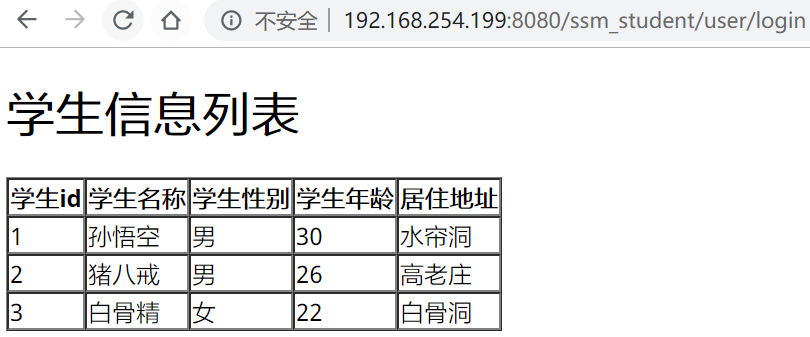 不安全 | 192.168.254.199:8080/ssm_student/user/login
学生信息列表
学生id 学生名称 学生性别 学生年龄 居住地址
1 孙悟空 男 30 水帘洞
2 猪八戒 男 26 高老庄
3 白骨精 女 22 白骨洞